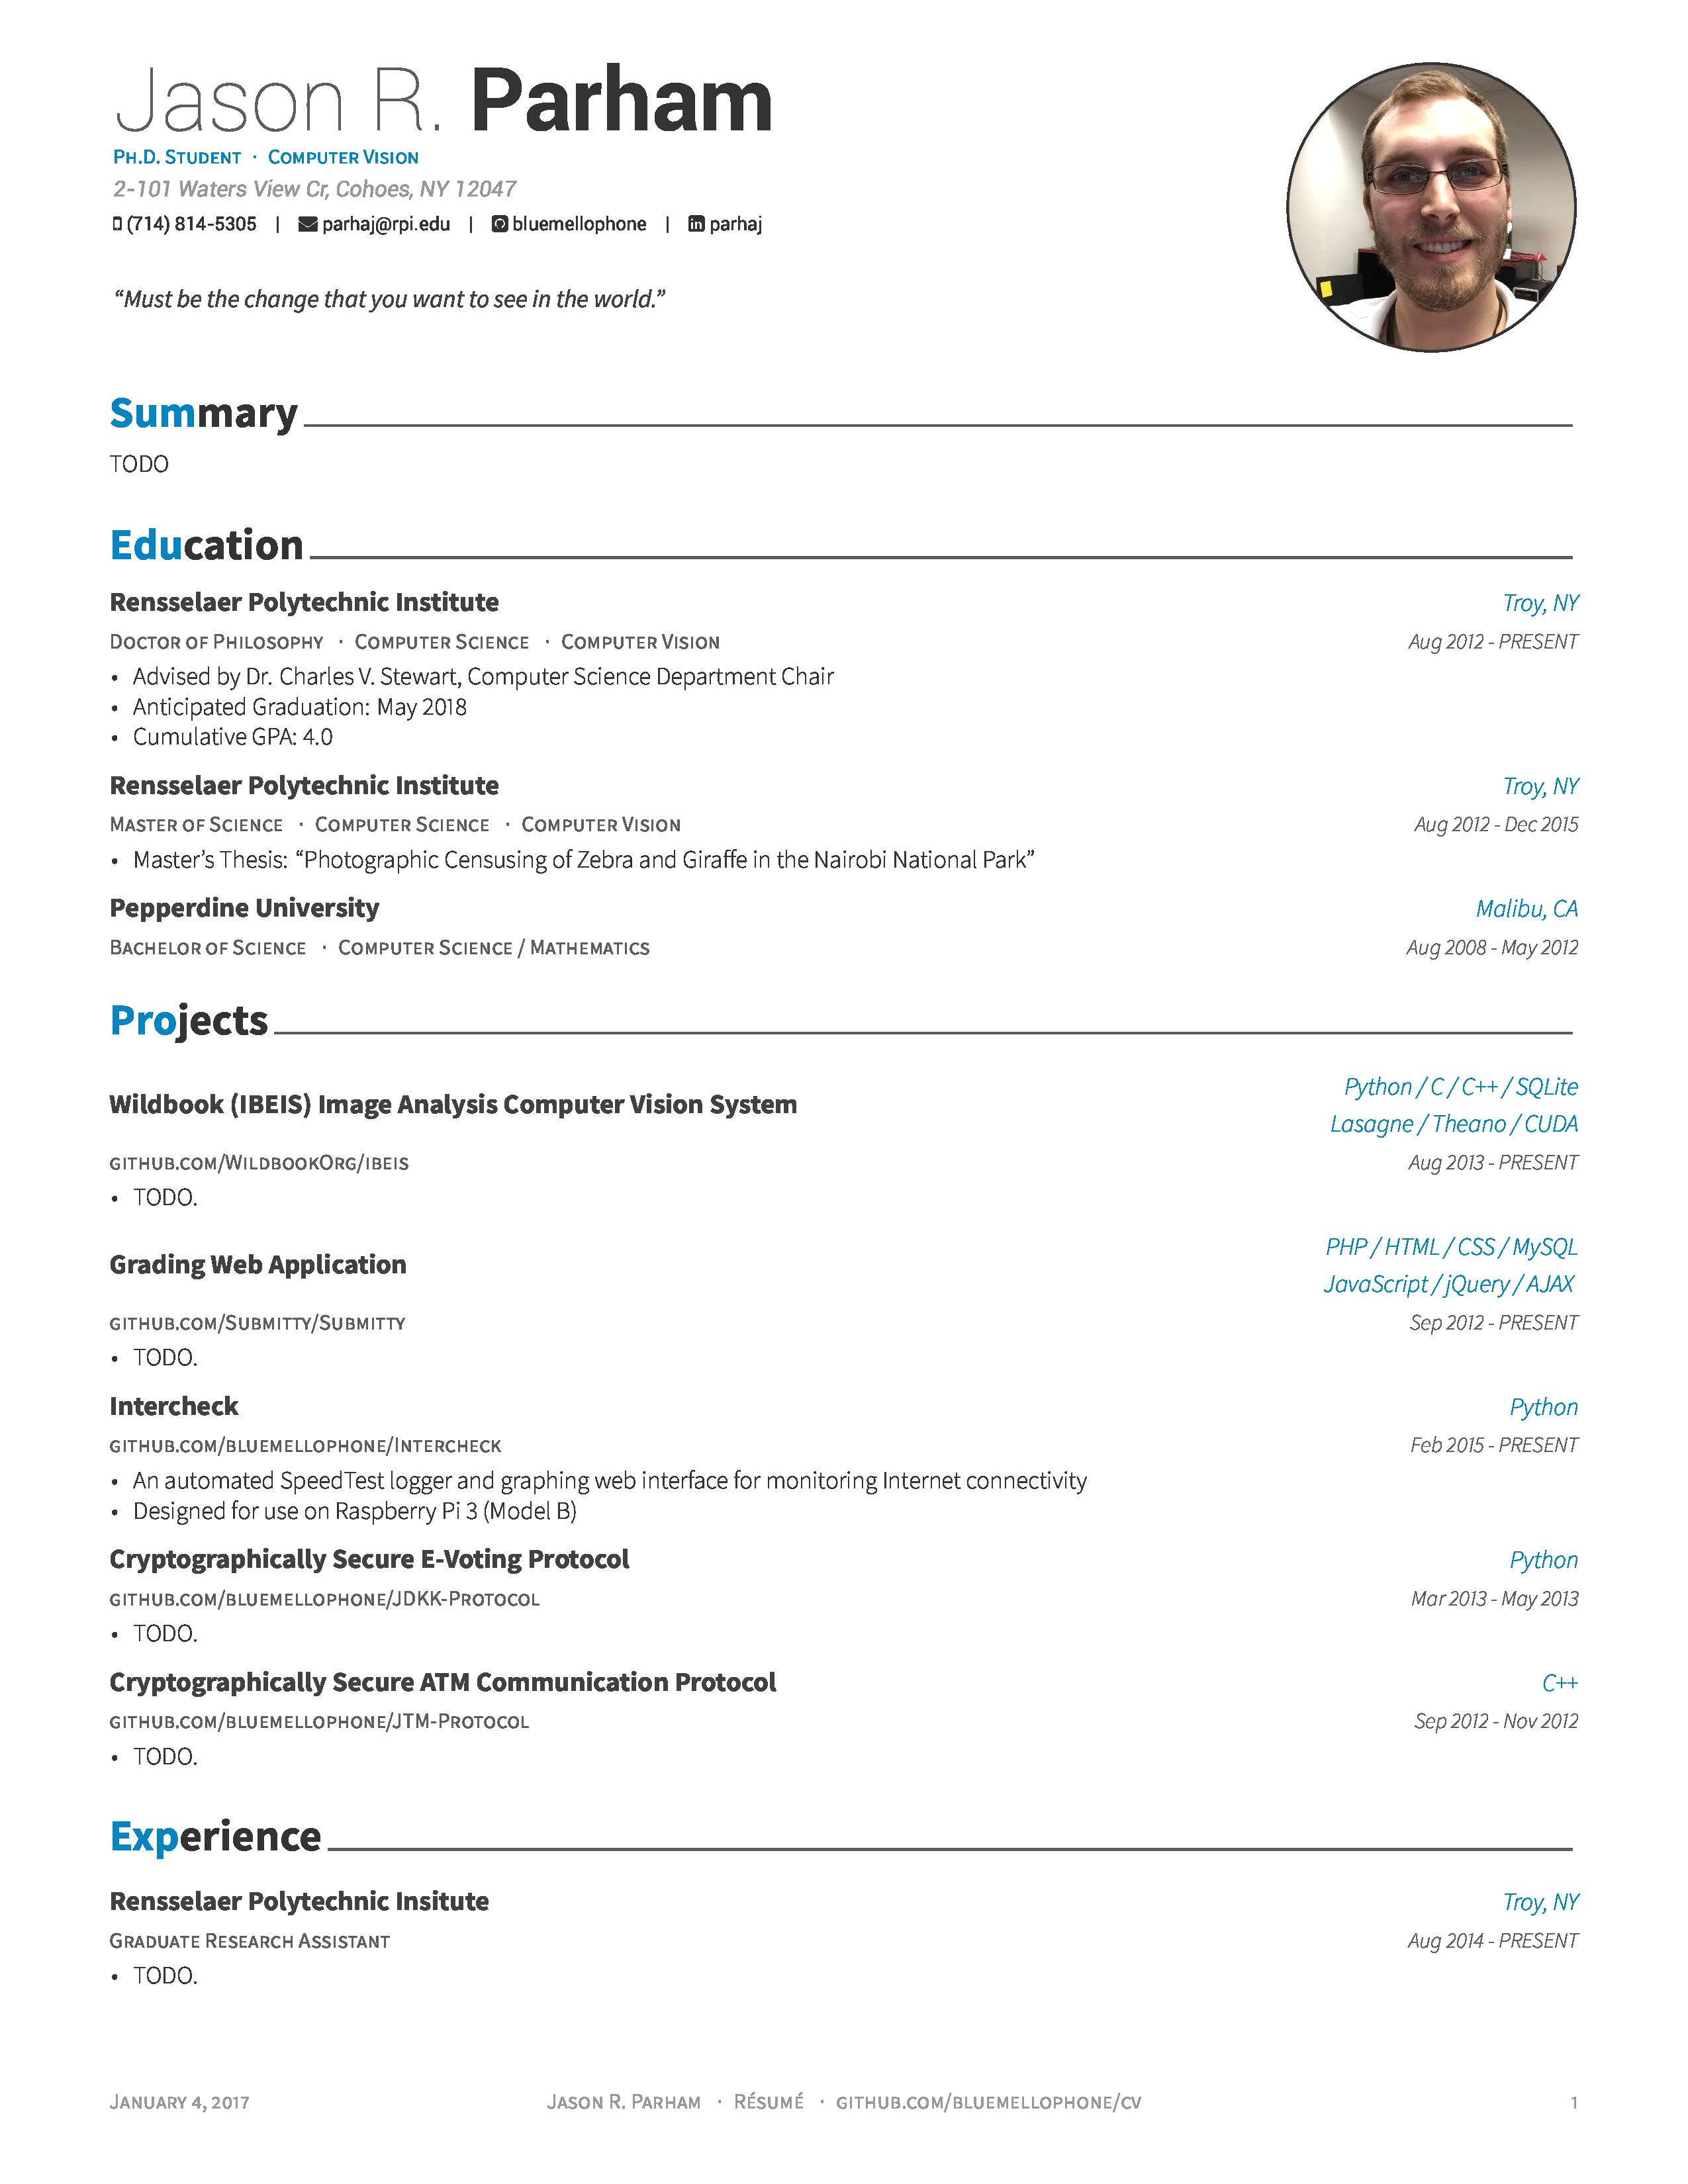 Jason R. Parham
Ph.D. Student · Computer Vision
2-101 Waters View Cr, Cohoes, NY 12047
(714) 814-5305 | parhaj@rpi.edu | bluemellophone | parhaj
“Must be the change that you want to see in the world.”
Summary
TODO
Education
Rensselaer Polytechnic Institute Troy, NY
Doctor of Philosophy · Computer Science · Computer Vision Aug 2012 - PRESENT
• Advised by Dr. Charles V. Stewart, Computer Science Department Chair
• Anticipated Graduation: May 2018
• Cumulative GPA: 4.0
Rensselaer Polytechnic Institute Troy, NY
Master of Science · Computer Science · Computer Vision Aug 2012 - Dec 2015
• Master’s Thesis: “Photographic Censusing of Zebra and Giraffe in the Nairobi National Park”
Pepperdine University Malibu, CA
Bachelor of Science · Computer Science / Mathematics Aug 2008 - May 2012
Projects
Python / C / C++ / SQLite
Wildbook (IBEIS) Image Analysis Computer Vision System
Lasagne / Theano / CUDA
github.com/WildbookOrg/ibeis Aug 2013 - PRESENT
• TODO.
PHP / HTML / CSS / MySQL
Grading Web Application
JavaScript / jQuery / AJAX
github.com/Submitty/Submitty Sep 2012 - PRESENT
• TODO.
Intercheck Python
github.com/bluemellophone/Intercheck Feb 2015 - PRESENT
• An automated SpeedTest logger and graphing web interface for monitoring Internet connectivity
• Designed for use on Raspberry Pi 3 (Model B)
Cryptographically Secure E-Voting Protocol Python
github.com/bluemellophone/JDKK-Protocol Mar 2013 - May 2013
• TODO.
Cryptographically Secure ATM Communication Protocol C++
github.com/bluemellophone/JTM-Protocol Sep 2012 - Nov 2012
• TODO.
Experience
Rensselaer Polytechnic Insitute Troy, NY
Graduate Research Assistant Aug 2014 - PRESENT
• TODO.
January 4, 2017 Jason R. Parham · Résumé · github.com/bluemellophone/cv 1